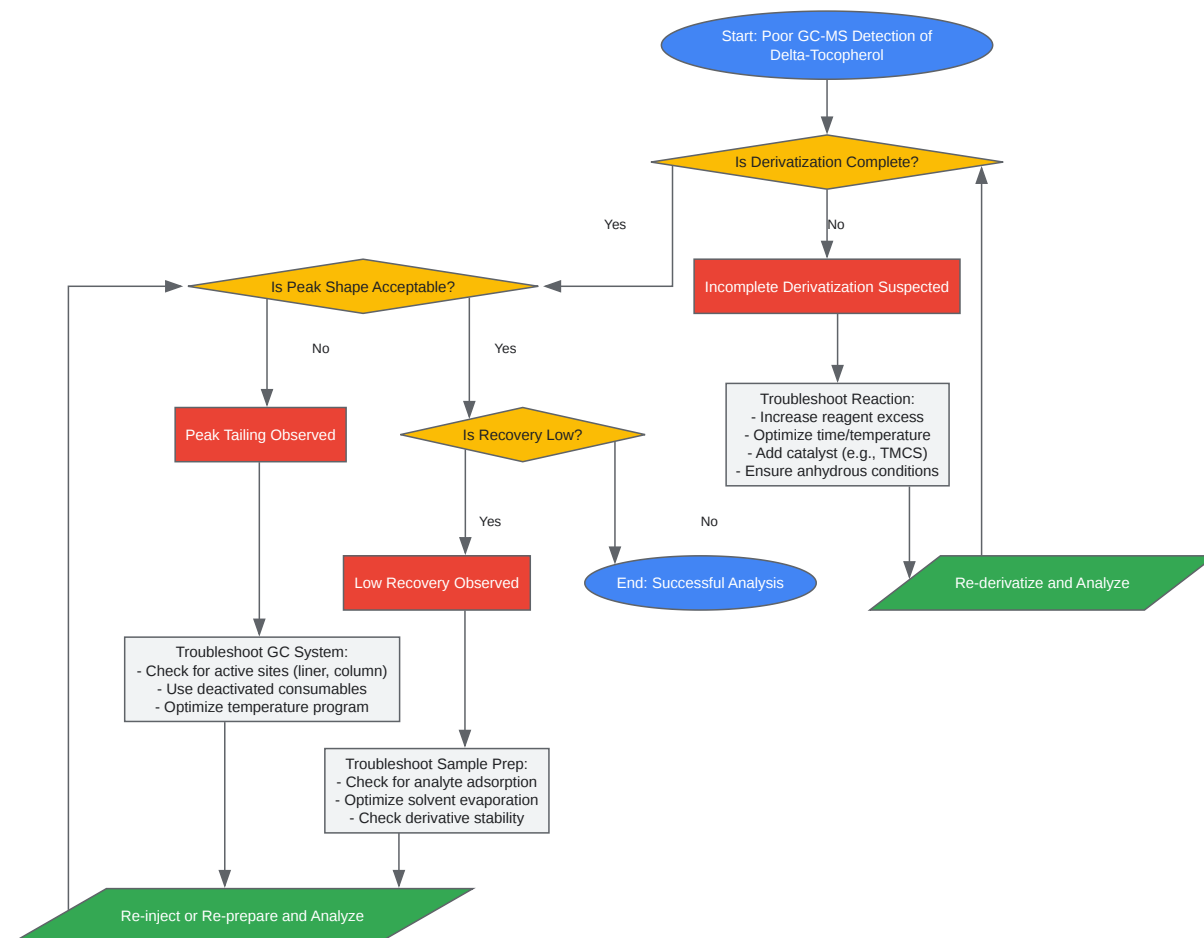 Start: Poor GC-MS Detection of
Delta-Tocopherol
Is Derivatization Complete?
Yes
No
Is Peak Shape Acceptable?
Incomplete Derivatization Suspected
No
Yes
Troubleshoot Reaction:
- Increase reagent excess
- Optimize time/temperature
- Add catalyst (e.g., TMCS)
- Ensure anhydrous conditions
Peak Tailing Observed
Is Recovery Low?
Yes
No
Low Recovery Observed
End: Successful Analysis
Re-derivatize and Analyze
Troubleshoot GC System:
- Check for active sites (liner, column)
- Use deactivated consumables
- Optimize temperature program
Troubleshoot Sample Prep:
- Check for analyte adsorption
- Optimize solvent evaporation
- Check derivative stability
Re-inject or Re-prepare and Analyze